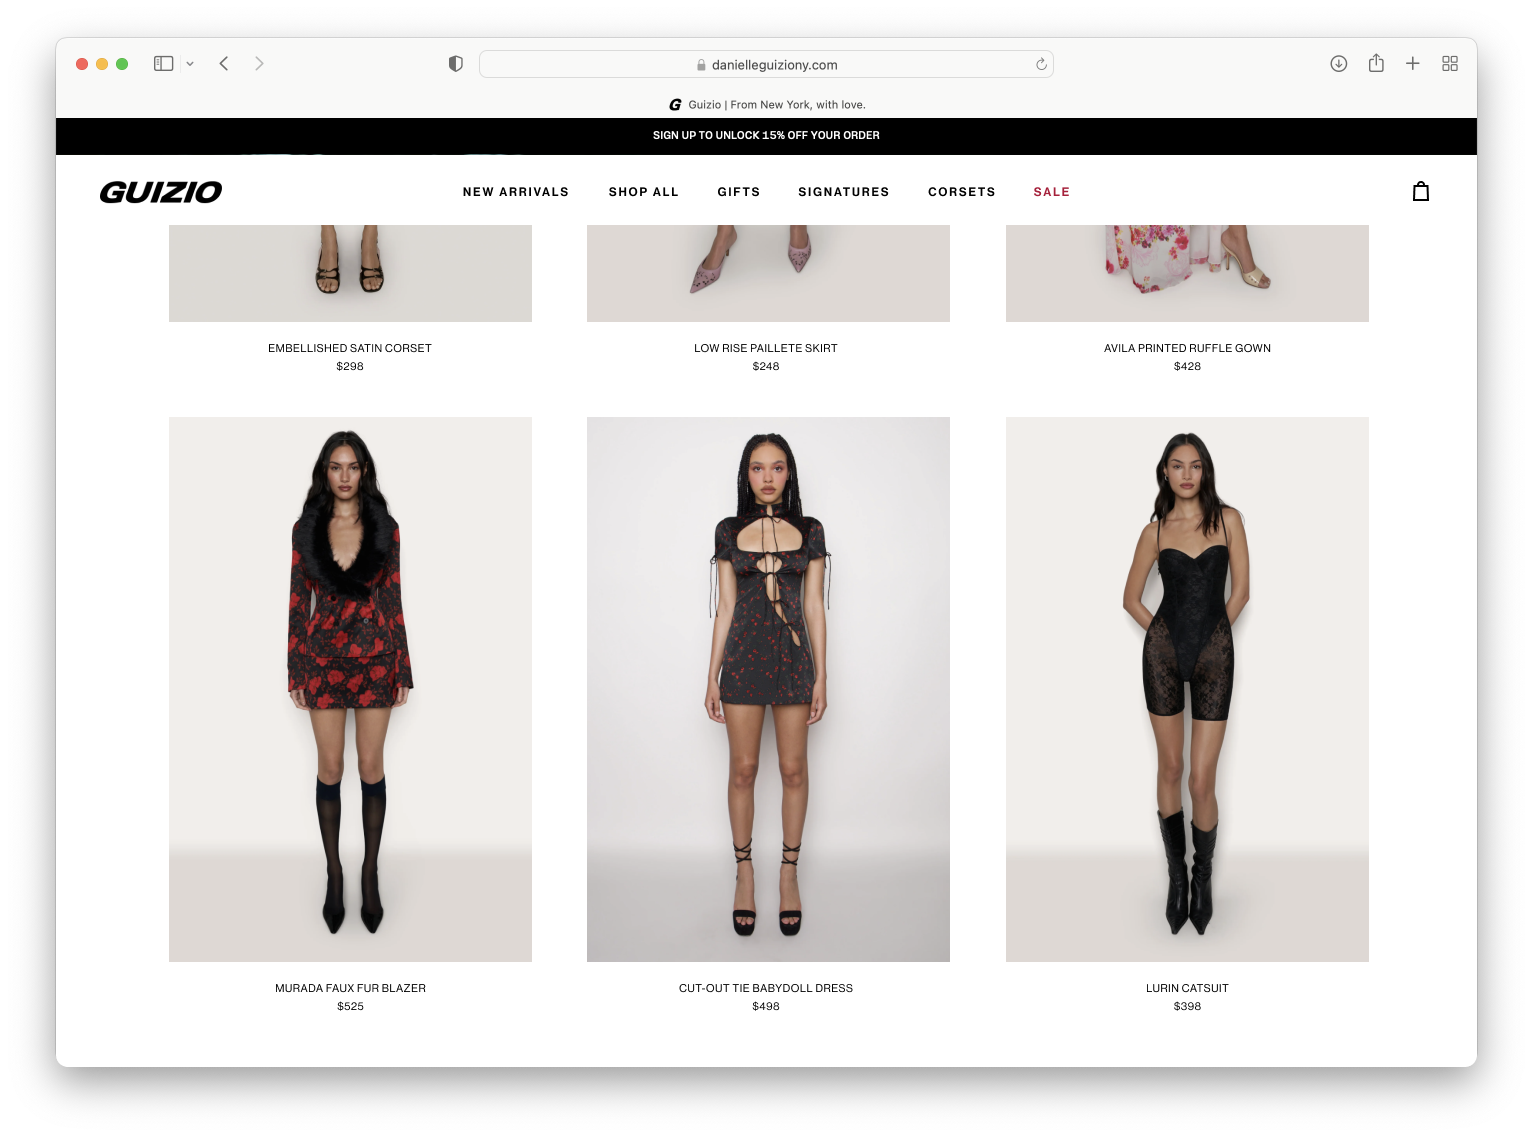 danielleguiziony.com
G Guizio | From New York, with love.
SIGN UP TO UNLOCK 15% OFF YOUR ORDER
GUIZIO
NEW ARRIVALS SHOP ALL GIFTS SIGNATURES CORSETS SALE
EMBELLISHED SATIN CORSET
$298
LOW RISE PAILLETE SKIRT
$248
AVILA PRINTED RUFFLE GOWN
$428
MURADA FAUX FUR BLAZER
$525
CUT-OUT TIE BABYDOLL DRESS
$498
LURIN CATSUIT
$398